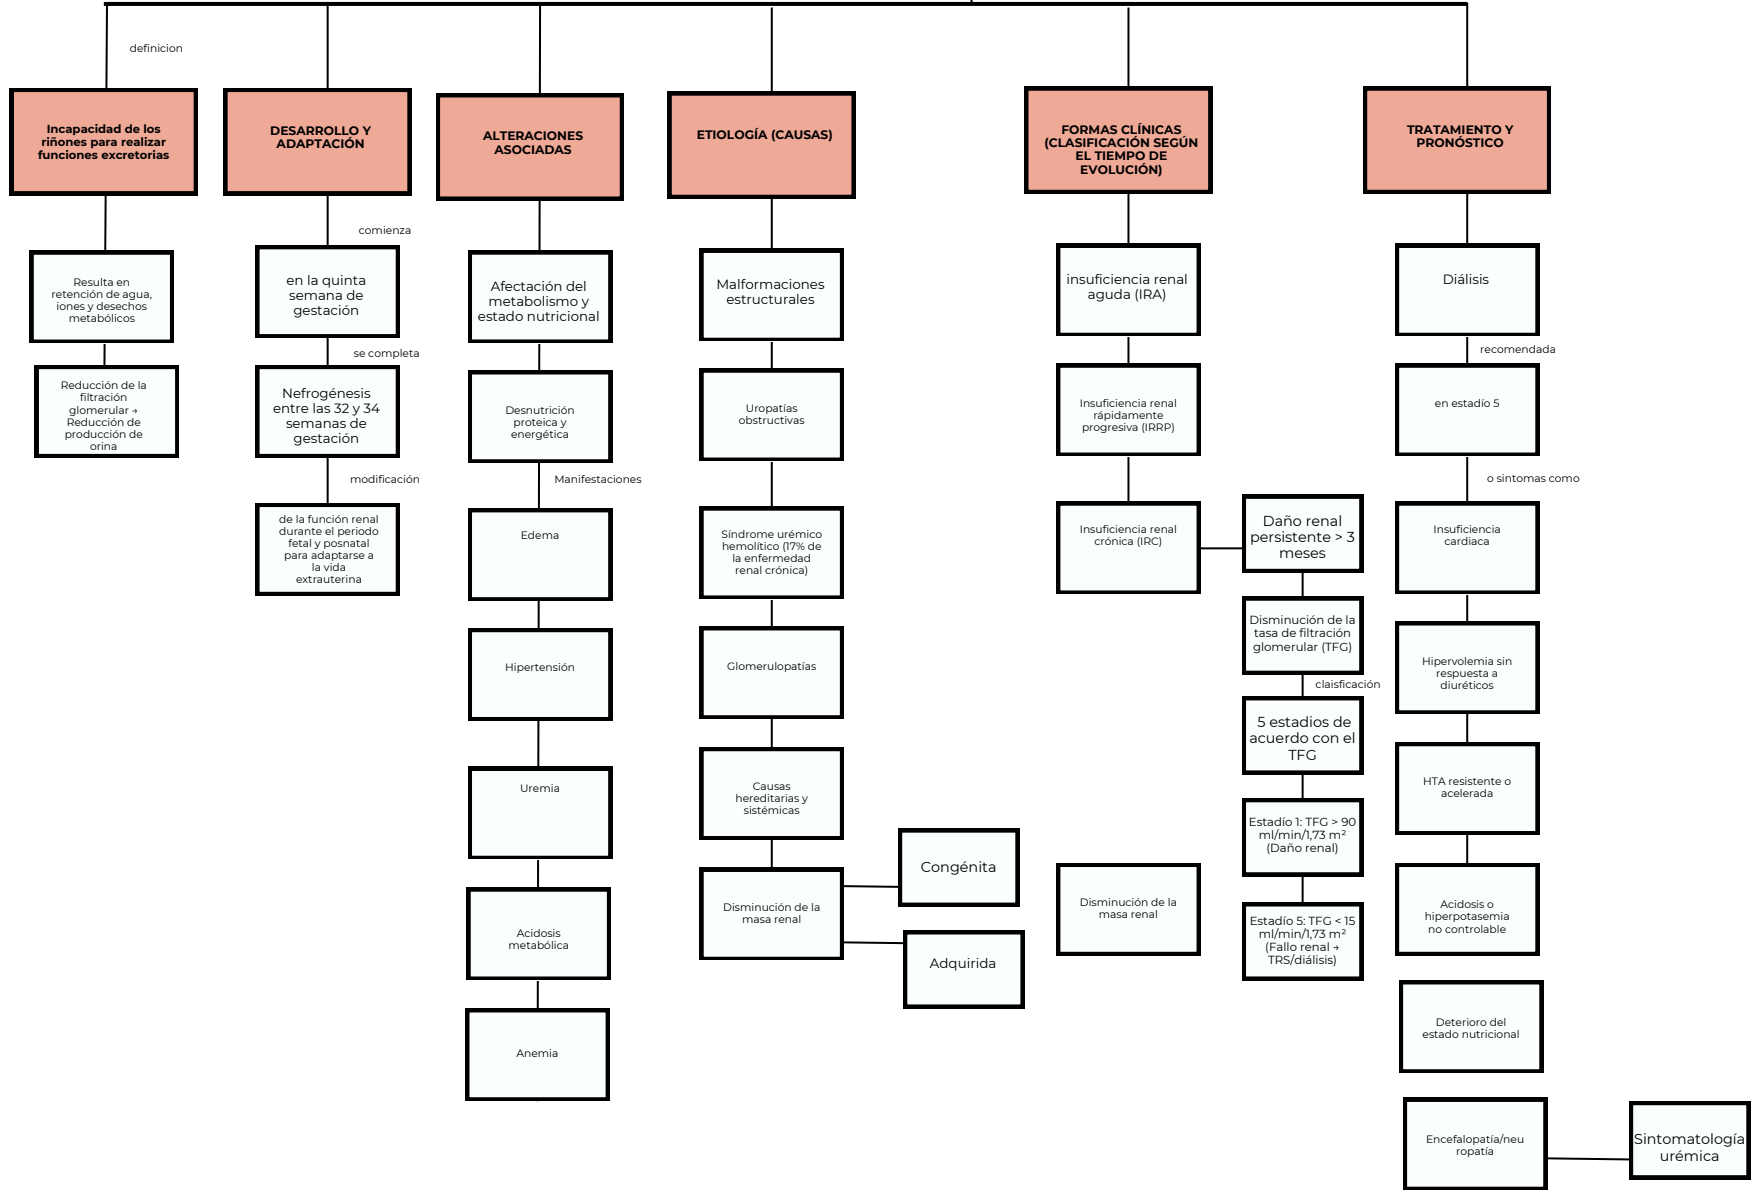 definicion
Incapacidad de los
riñones para realizar
funciones excretorias
Resulta en
retención de agua,
iones y desechos
metabólicos
Reducción de la
filtración
glomerular →
Reducción de
producción de
orina
DESARROLLO Y
ADAPTACIÓN
comienza
en la quinta
semana de
gestación
se completa
Nefrogénesis
entre las 32 y 34
semanas de
gestación
modificación
de la función renal
durante el periodo
fetal y posnatal
para adaptarse a
la vida
extrauterina
ALTERACIONES
ASOCIADAS
Afectación del
metabolismo y
estado nutricional
Desnutrición
proteica y
energética
Manifestaciones
Edema
Hipertensión
Uremia
Acidosis
metabólica
Anemia
ETIOLOGÍA (CAUSAS)
Malformaciones
estructurales
Uropatías
obstructivas
Síndrome urémico
hemolítico (17% de
la enfermedad
renal crónica)
Glomerulopatías
Causas
hereditarias y
sistémicas
Disminución de la
masa renal
Congénita
Adquirida
FORMAS CLÍNICAS
(CLASIFICACIÓN SEGÚN
EL TIEMPO DE
EVOLUCIÓN)
insuficiencia renal
aguda (IRA)
Insuficiencia renal
rápidamente
progresiva (IRRP)
Insuficiencia renal
crónica (IRC)
Disminución de la
masa renal
Daño renal
persistente > 3
meses
Disminución de la
tasa de filtración
glomerular (TFG)
claisficación
5 estadios de
acuerdo con el
TFG
Estadío 1: TFG > 90
ml/min/1,73 m²
(Daño renal)
Estadío 5: TFG < 15
ml/min/1,73 m²
(Fallo renal →
TRS/diálisis)
TRATAMIENTO Y
PRONÓSTICO
Diálisis
recomendada
en estadío 5
o sintomas como
Insuficiencia
cardiaca
Hipervolemia sin
respuesta a
diuréticos
HTA resistente o
acelerada
Acidosis o
hiperpotasemia
no controlable
Deterioro del
estado nutricional
Encefalopatía/neu
ropatía
Sintomatología
urémica